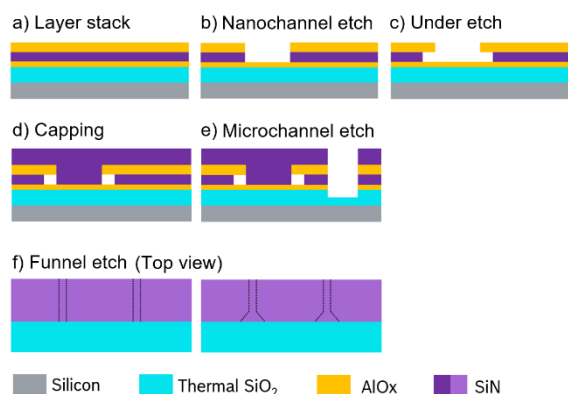 a) Layer stack
b) Nanochannel etch
c) Under etch
d) Capping
e) Microchannel etch
f) Funnel etch (Top view)
Silicon
Thermal SiO₂
AlOx
SiN